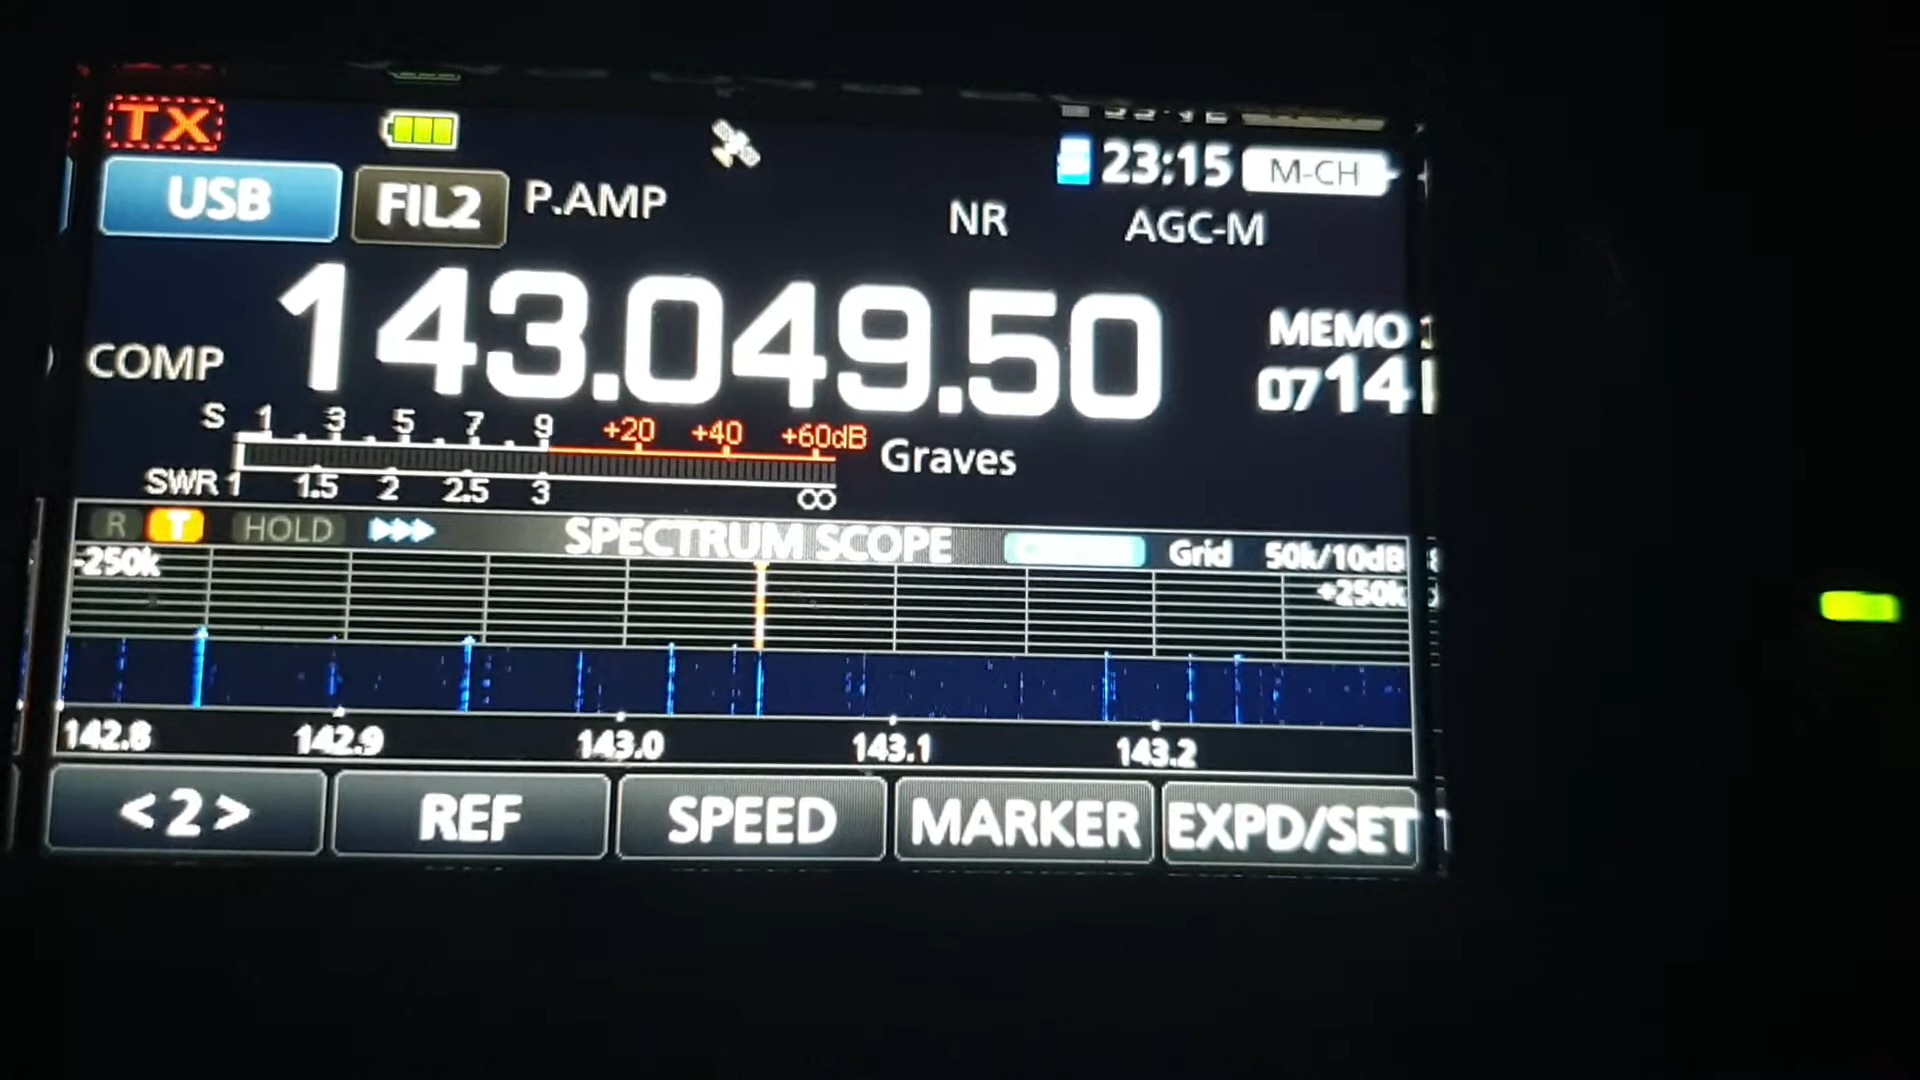 TX
23:15 M-CH
USB FIL2 P.AMP NR AGC-M
143.049.50
COMP
MEMO
0714
S 1 3 5 7 9 +20 +40 +60dB
Graves
SWR 1 1.5 2 2.5 3 ∞
R T HOLD SPECTRUM SCOPE Grid 50k/10dB
-250k +250k
142.8 142.9 143.0 143.1 143.2
<2> REF SPEED MARKER EXPD/SET